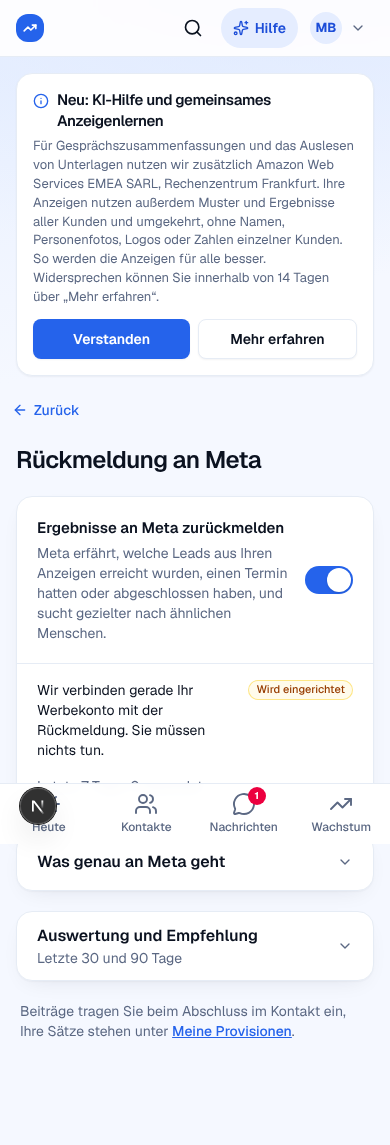 Hilfe
MB
Neu: KI-Hilfe und gemeinsames
Anzeigenlernen
Für Gesprächszusammenfassungen und das Auslesen
von Unterlagen nutzen wir zusätzlich Amazon Web
Services EMEA SARL, Rechenzentrum Frankfurt. Ihre
Anzeigen nutzen außerdem Muster und Ergebnisse
aller Kunden und umgekehrt, ohne Namen,
Personenfotos, Logos oder Zahlen einzelner Kunden.
So werden die Anzeigen für alle besser.
Widersprechen können Sie innerhalb von 14 Tagen
über „Mehr erfahren“.
Verstanden
Mehr erfahren
Zurück
Rückmeldung an Meta
Ergebnisse an Meta zurückmelden
Meta erfährt, welche Leads aus Ihren
Anzeigen erreicht wurden, einen Termin
hatten oder abgeschlossen haben, und
sucht gezielter nach ähnlichen
Menschen.
Wir verbinden gerade Ihr
Werbekonto mit der
Rückmeldung. Sie müssen
nichts tun.
Wird eingerichtet
N
1
Heute
Kontakte
Nachrichten
Wachstum
Was genau an Meta geht
Auswertung und Empfehlung
Letzte 30 und 90 Tage
Beiträge tragen Sie beim Abschluss im Kontakt ein,
Ihre Sätze stehen unter Meine Provisionen.